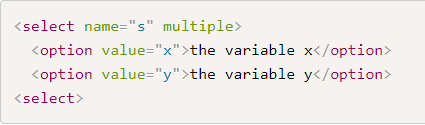 <select name="s" multiple>
  <option value="x">the variable x</option>
  <option value="y">the variable y</option>
<select>